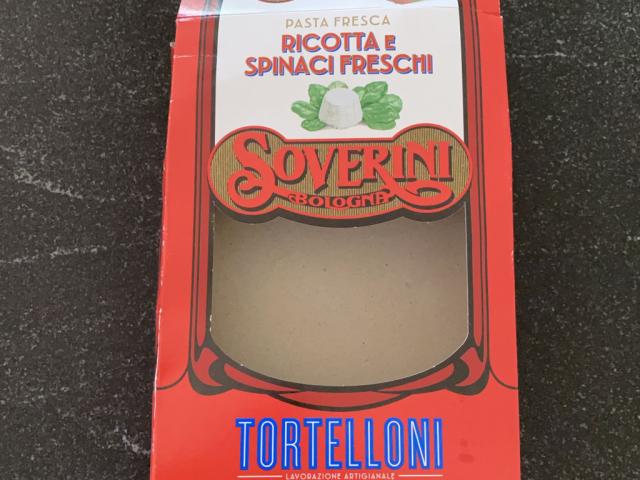 PASTA FRESCA
RICOTTA E
SPINACI FRESCHI
SOVERINI
BOLOGNA
TORTELLONI
LAVORAZIONE ARTIGIANALE